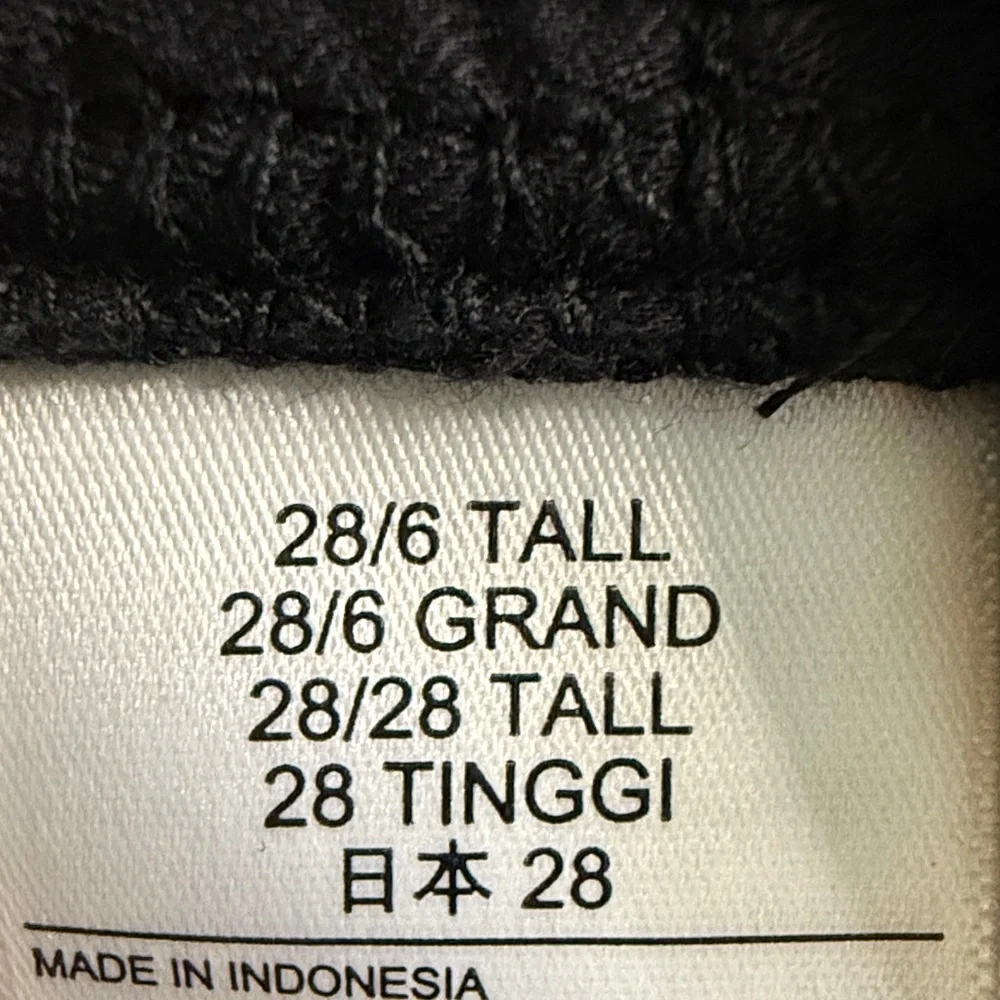 28/6 TALL
28/6 GRAND
28/28 TALL
28 TINGGI
日本 28
MADE IN INDONESIA